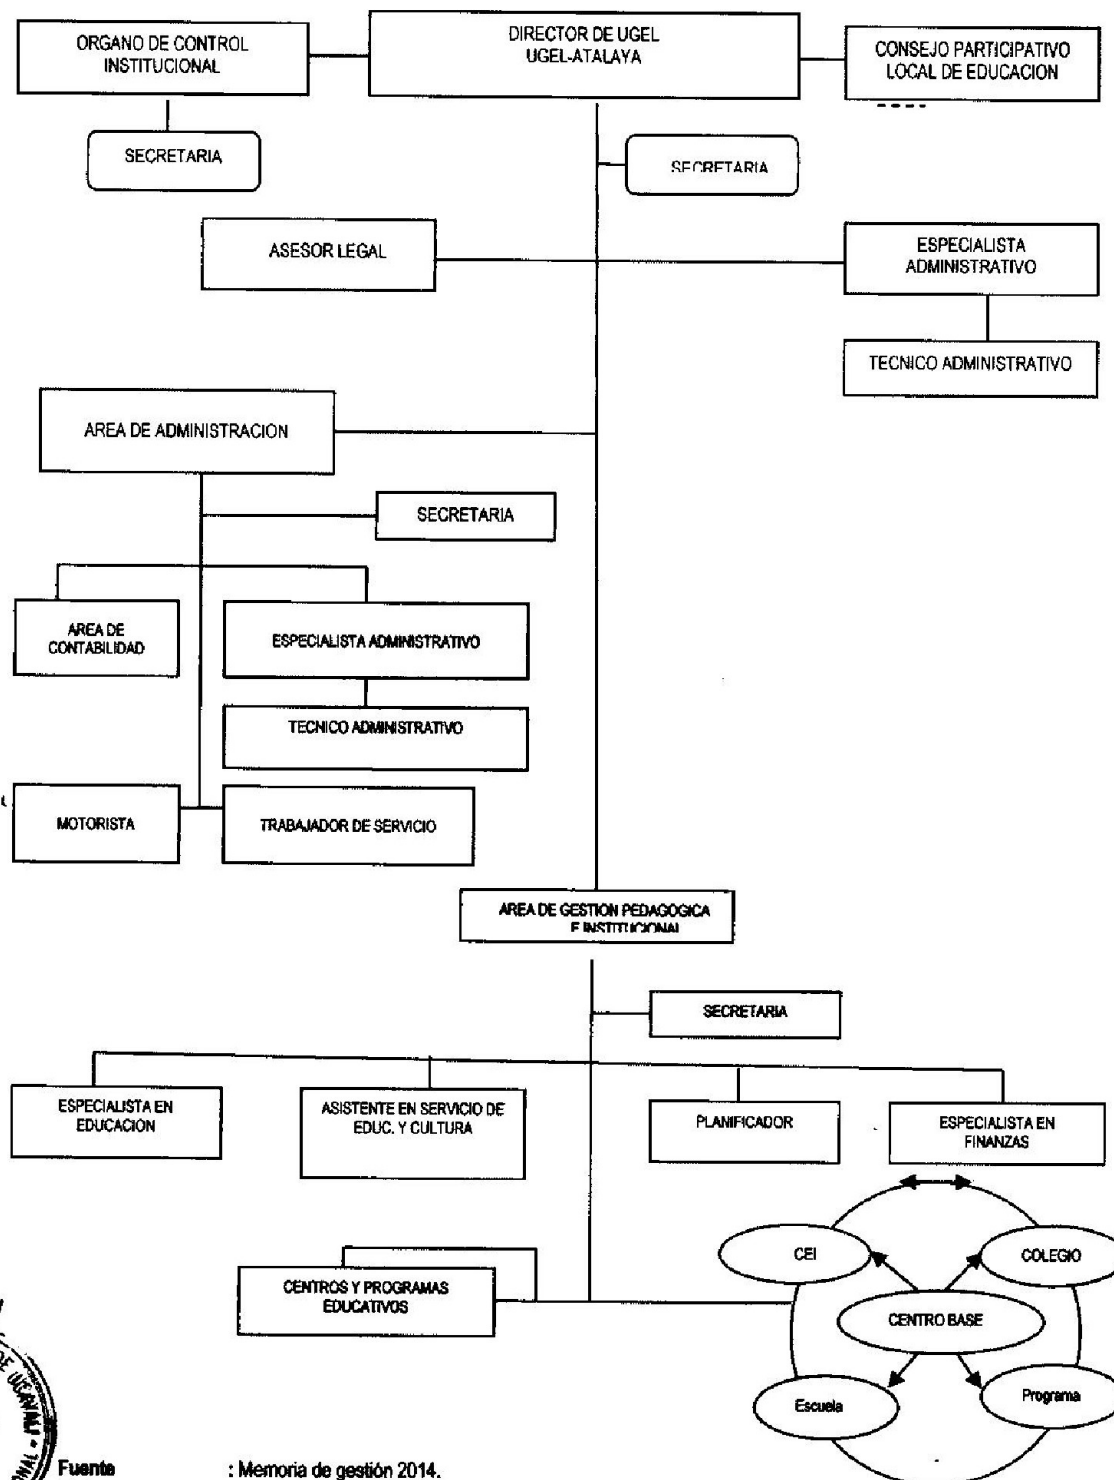 ORGANO DE CONTROL
INSTITUCIONAL
DIRECTOR DE UGEL
UGEL-ATALAYA
CONSEJO PARTICIPATIVO
LOCAL DE EDUCACION
SECRETARIA
SECRETARIA
ASESOR LEGAL
ESPECIALISTA
ADMINISTRATIVO
TECNICO ADMINISTRATIVO
AREA DE ADMINISTRACION
SECRETARIA
AREA DE
CONTABILIDAD
ESPECIALISTA ADMINISTRATIVO
TECNICO ADMINISTRATIVO
MOTORISTA
TRABAJADOR DE SERVICIO
AREA DE GESTION PEDAGOGICA
E INSTITUCIONAL
SECRETARIA
ESPECIALISTA EN
EDUCACION
ASISTENTE EN SERVICIO DE
EDUC. Y CULTURA
PLANIFICADOR
ESPECIALISTA EN
FINANZAS
CEI
COLEGIO
CENTROS Y PROGRAMAS
EDUCATIVOS
CENTRO BASE
Escuela
Programa
Fuente : Memoria de gestión 2014.